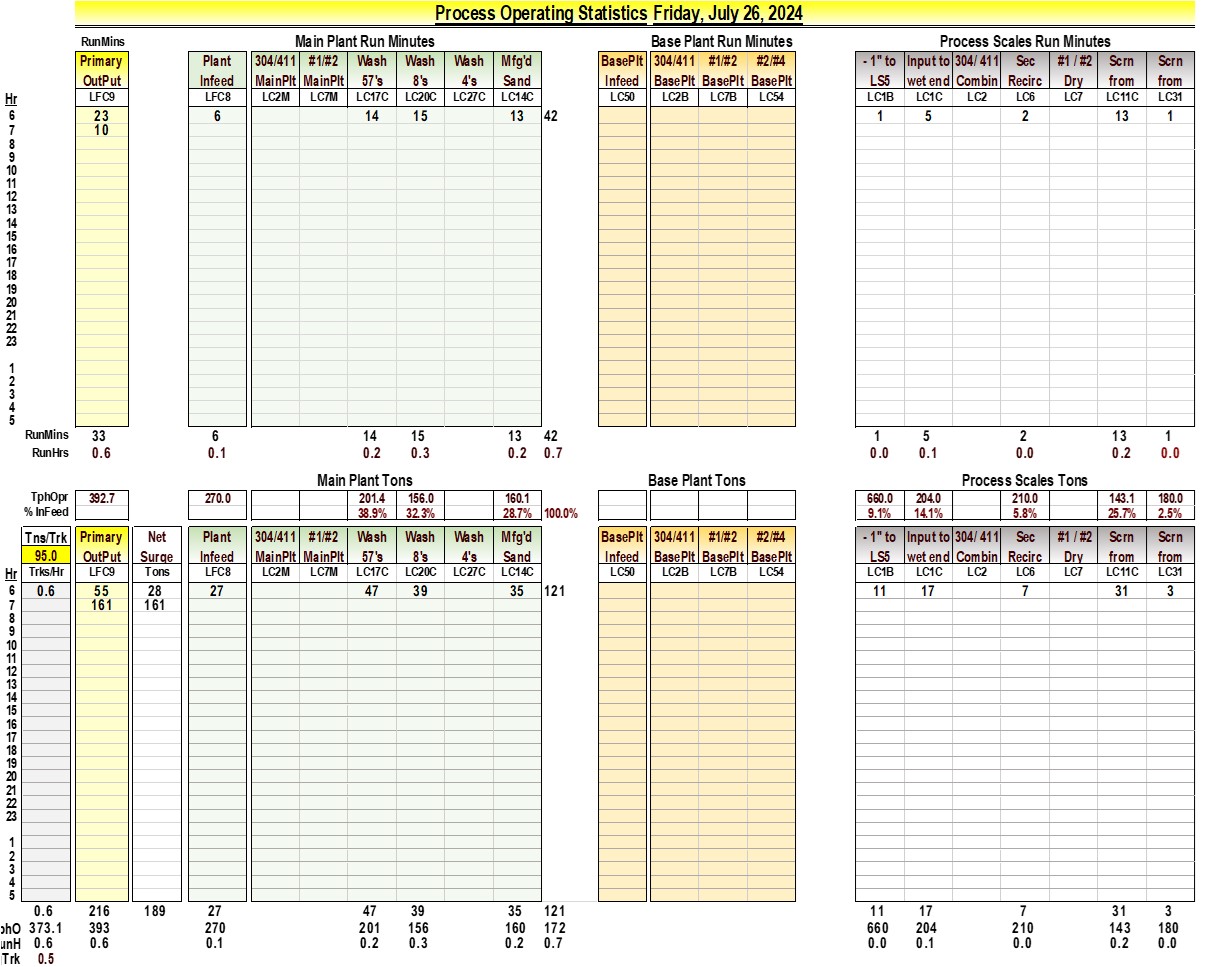 Process Operating Statistics Friday, July 26, 2024
RunMins Main Plant Run Minutes Base Plant Run Minutes Process Scales Run Minutes
Primary Plant 304/411 #1/#2 Wash Wash Wash Mfg'd BasePlt 304/411 #1/#2 #2/#4 - 1" to Input to 304/ 411 Sec #1 / #2 Scrn Scrn
OutPut Infeed MainPlt MainPlt 57's 8's 4's Sand Infeed BasePlt BasePlt BasePlt LS5 wet end Combin Recirc Dry from from
Hr LFC9 LFC8 LC2M LC7M LC17C LC20C LC27C LC14C LC50 LC2B LC7B LC54 LC1B LC1C LC2 LC6 LC7 LC11C LC31
6 23 6 14 15 13 42 1 5 2 13 1
7 10
8
9
10
11
12
13
14
15
16
17
18
19
20
21
22
23
1
2
3
4
5
RunMins 33 6 14 15 13 42 1 5 2 13 1
RunHrs 0.6 0.1 0.2 0.3 0.2 0.7 0.0 0.1 0.0 0.2 0.0
Main Plant Tons Base Plant Tons Process Scales Tons
TphOpr 392.7 270.0 201.4 156.0 160.1 660.0 204.0 210.0 143.1 180.0
% InFeed 38.9% 32.3% 28.7% 100.0% 9.1% 14.1% 5.8% 25.7% 2.5%
Tns/Trk Primary Net Plant 304/411 #1/#2 Wash Wash Wash Mfg'd BasePlt 304/411 #1/#2 #2/#4 - 1" to Input to 304/ 411 Sec #1 / #2 Scrn Scrn
95.0 OutPut Surge Infeed MainPlt MainPlt 57's 8's 4's Sand Infeed BasePlt BasePlt BasePlt LS5 wet end Combin Recirc Dry from from
Hr Trks/Hr LFC9 Tons LFC8 LC2M LC7M LC17C LC20C LC27C LC14C LC50 LC2B LC7B LC54 LC1B LC1C LC2 LC6 LC7 LC11C LC31
6 0.6 55 28 27 47 39 35 121 11 17 7 31 3
7 161 161
8
9
10
11
12
13
14
15
16
17
18
19
20
21
22
23
1
2
3
4
5
0.6 216 189 27 47 39 35 121 11 17 7 31 3
phO 373.1 393 270 201 156 160 172 660 204 210 143 180
unH 0.6 0.6 0.1 0.2 0.3 0.2 0.7 0.0 0.1 0.0 0.2 0.0
Trk 0.5